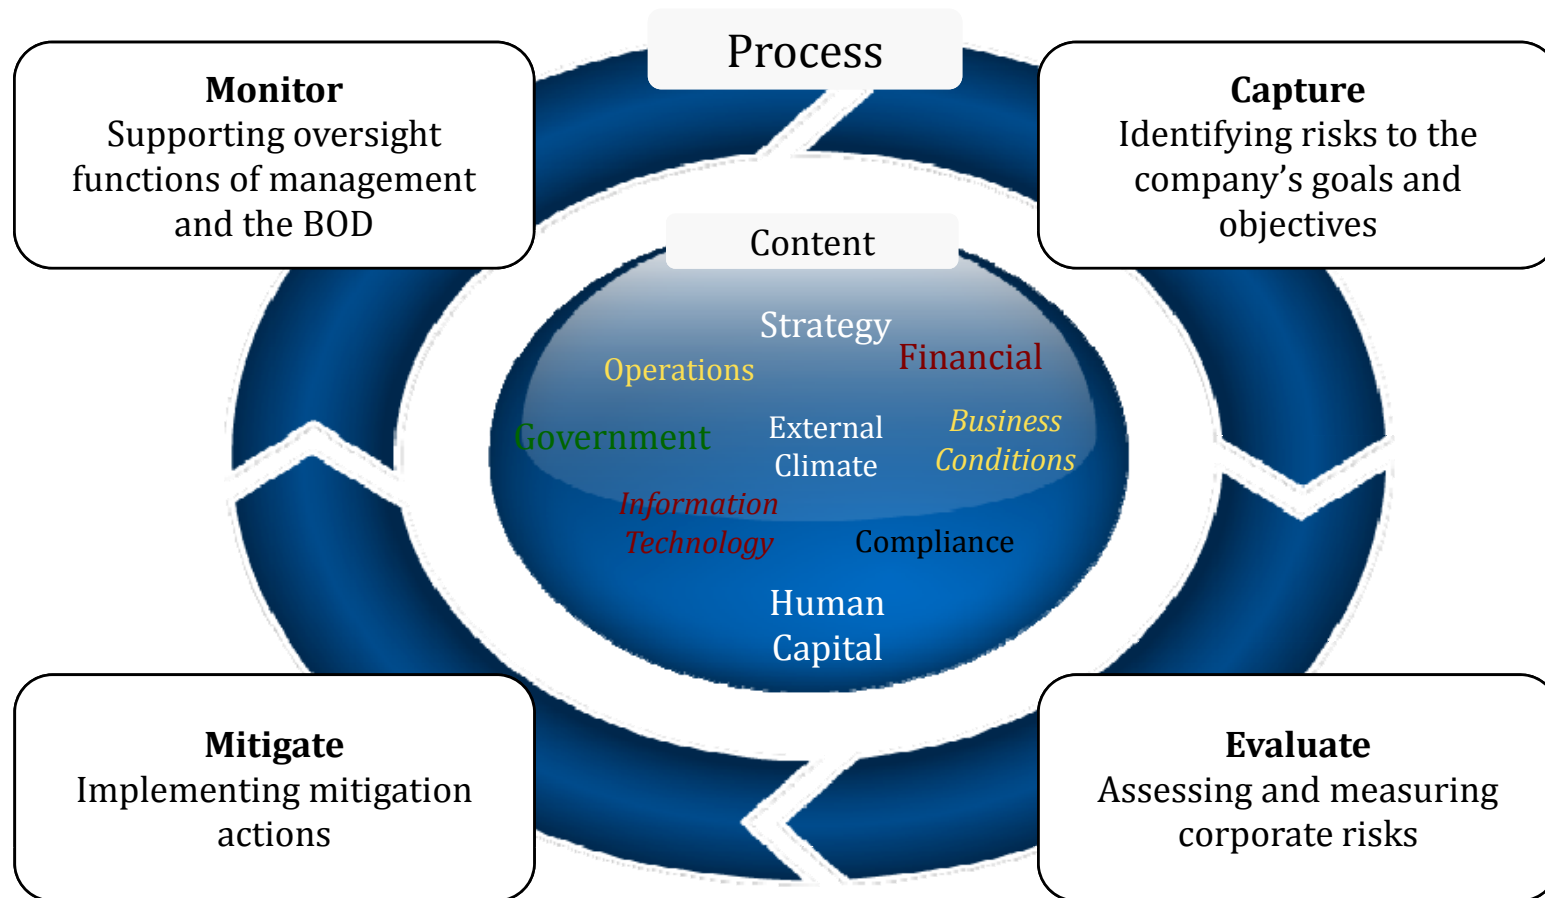 Process
Monitor
Supporting oversight
functions of management
and the BOD
Capture
Identifying risks to the
company’s goals and
objectives
Content
Strategy
Financial
Operations
Government
External
Climate
Business
Conditions
Information
Technology
Compliance
Human
Capital
Mitigate
Implementing mitigation
actions
Evaluate
Assessing and measuring
corporate risks